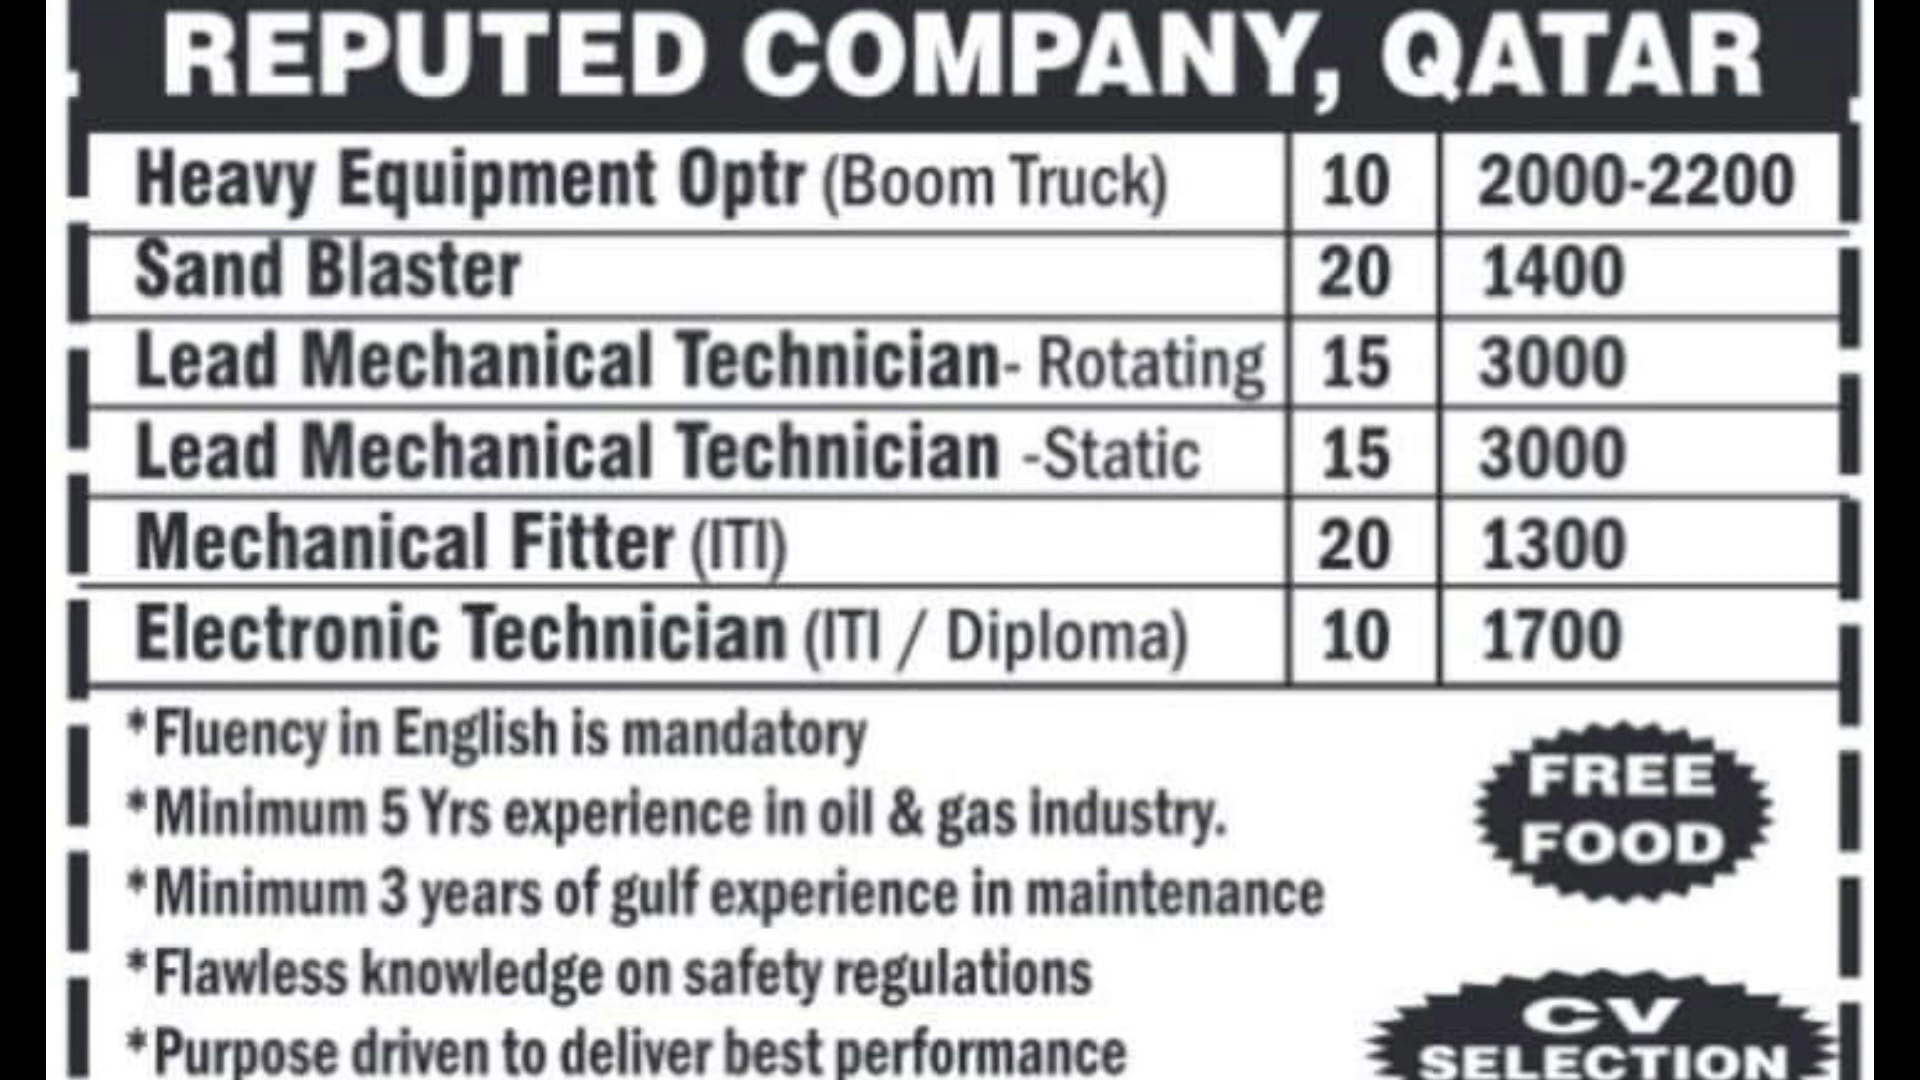 REPUTED COMPANY, QATAR
Heavy Equipment Optr (Boom Truck) 10 2000-2200
Sand Blaster 20 1400
Lead Mechanical Technician- Rotating 15 3000
Lead Mechanical Technician -Static 15 3000
Mechanical Fitter (ITI) 20 1300
Electronic Technician (ITI / Diploma) 10 1700
*Fluency in English is mandatory
*Minimum 5 Yrs experience in oil & gas industry.
*Minimum 3 years of gulf experience in maintenance
*Flawless knowledge on safety regulations
*Purpose driven to deliver best performance
FREE
FOOD
CV
SELECTION